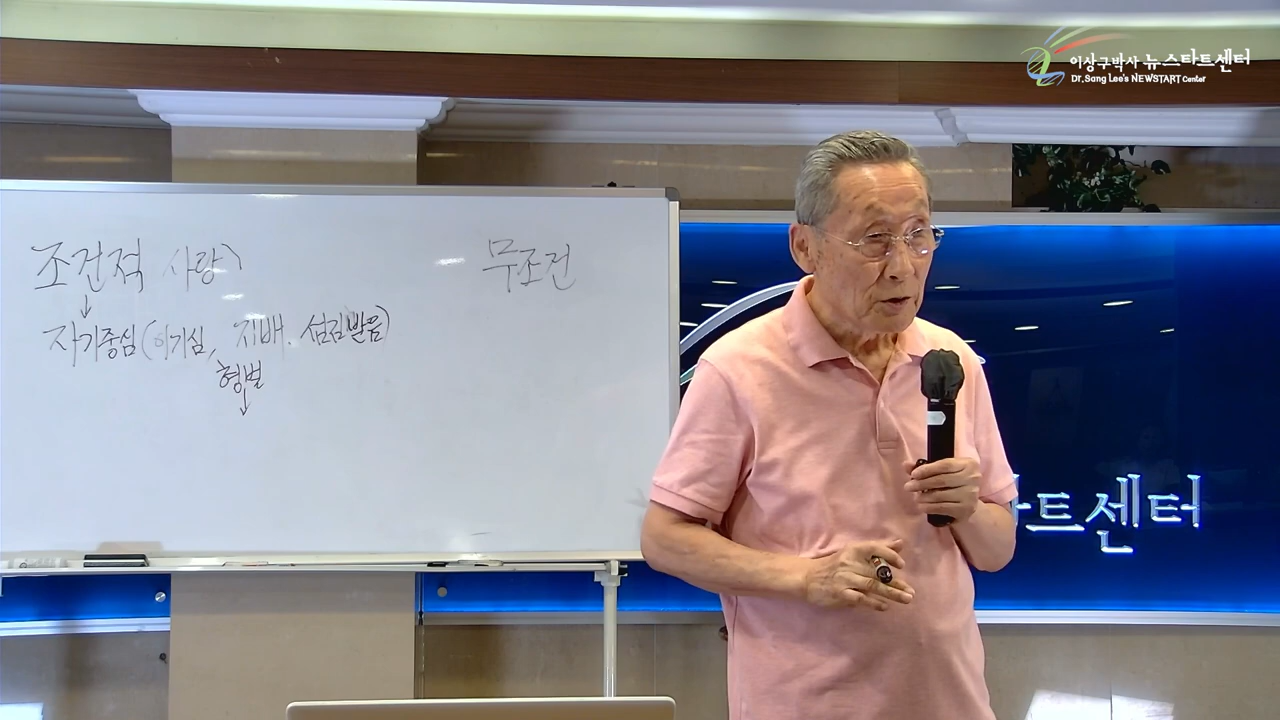 이상구박사 뉴스타트센터
Dr.Sang Lee's NEWSTART Center
조건적 사랑 무조건
↓
자기중심(이기심, 지배. 섬김받음)
형벌
↓
타트센터